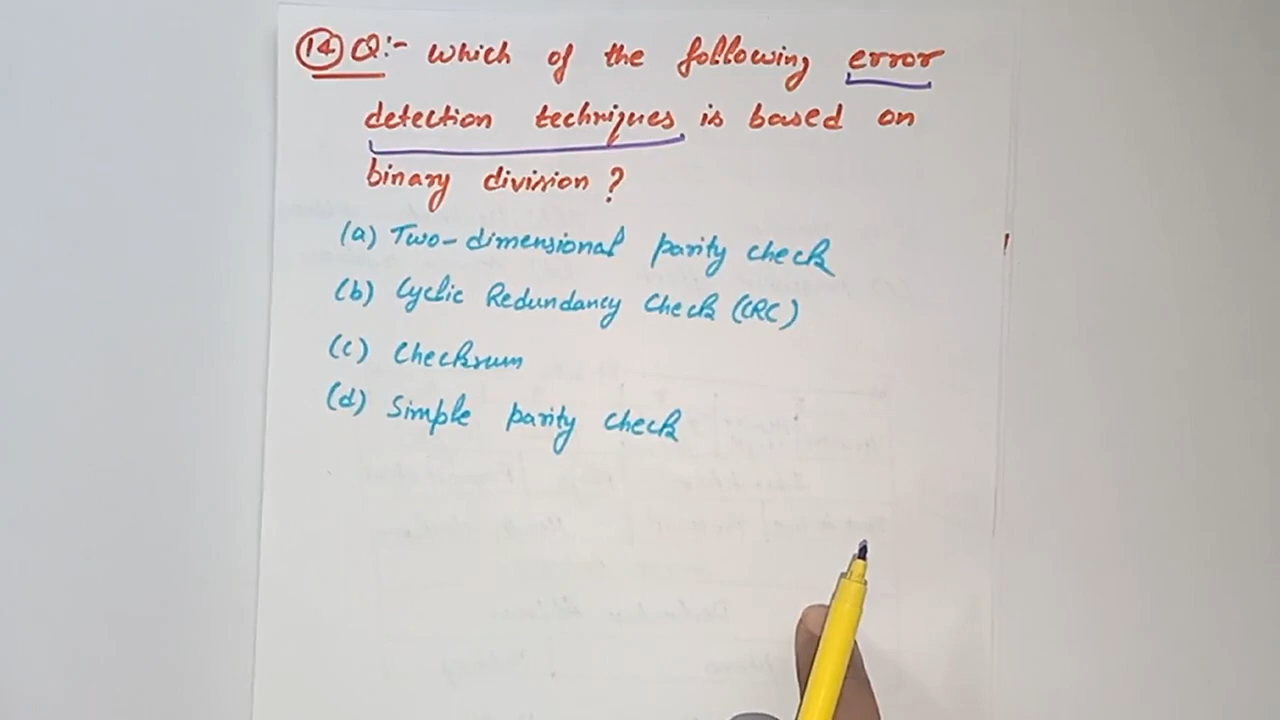 14 Q:- Which of the following error
detection techniques is based on
binary division ?
(a) Two-dimensional parity check
(b) Cyclic Redundancy Check (CRC)
(c) Checksum
(d) Simple parity check